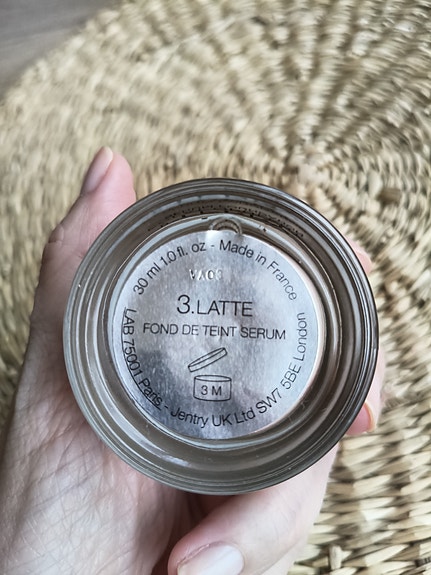 30 ml 1.0 fl. oz - Made in France
3.LATTE
FOND DE TEINT SERUM
3 M
LAB 75001 Paris - Jentry UK Ltd SW7 5BE London